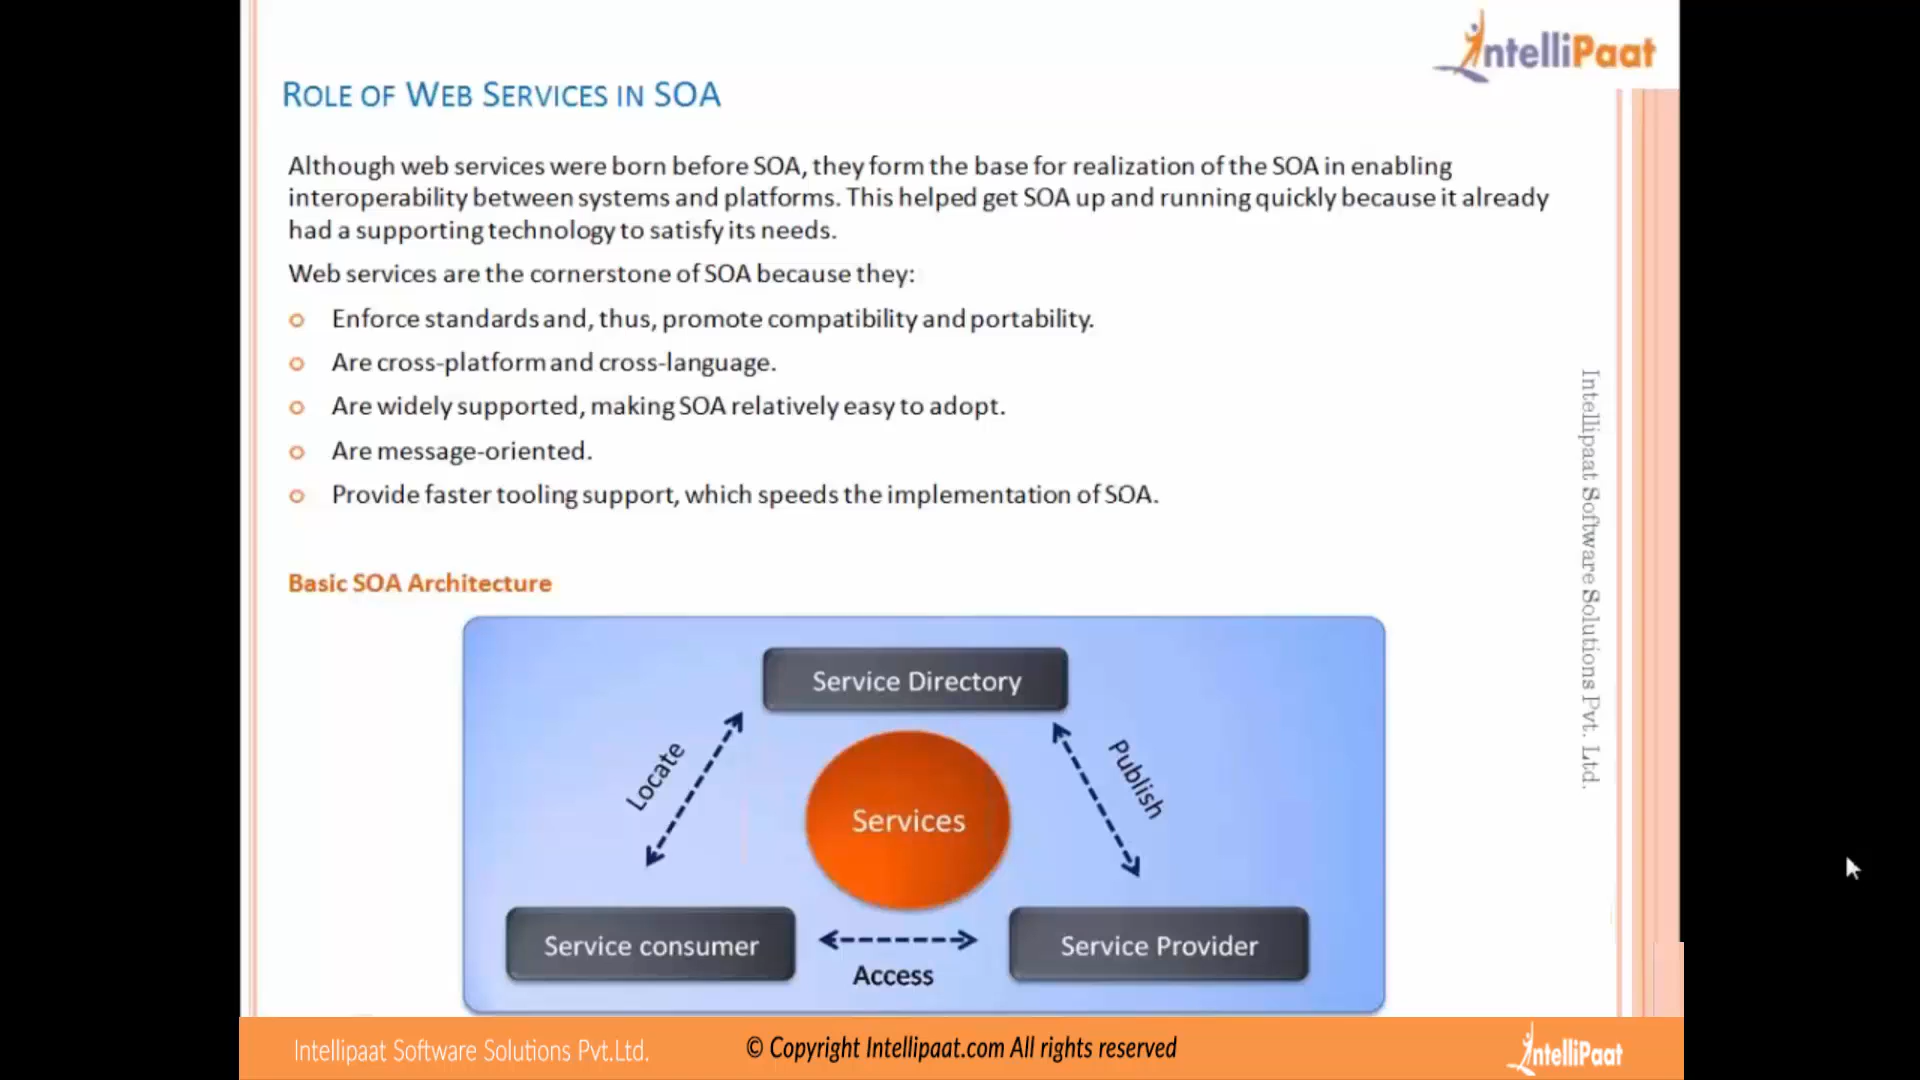 IntelliPaat
ROLE OF WEB SERVICES IN SOA
Although web services were born before SOA, they form the base for realization of the SOA in enabling
interoperability between systems and platforms. This helped get SOA up and running quickly because it already
had a supporting technology to satisfy its needs.
Web services are the cornerstone of SOA because they:
Enforce standards and, thus, promote compatibility and portability.
Are cross-platform and cross-language.
Are widely supported, making SOA relatively easy to adopt.
Are message-oriented.
Provide faster tooling support, which speeds the implementation of SOA.
Intellipaat Software Solutions Pvt. Ltd.
Basic SOA Architecture
Service Directory
Locate
Publish
Services
Service consumer
Service Provider
Access
Intellipaat Software Solutions Pvt.Ltd.
© Copyright Intellipaat.com All rights reserved
IntelliPaat